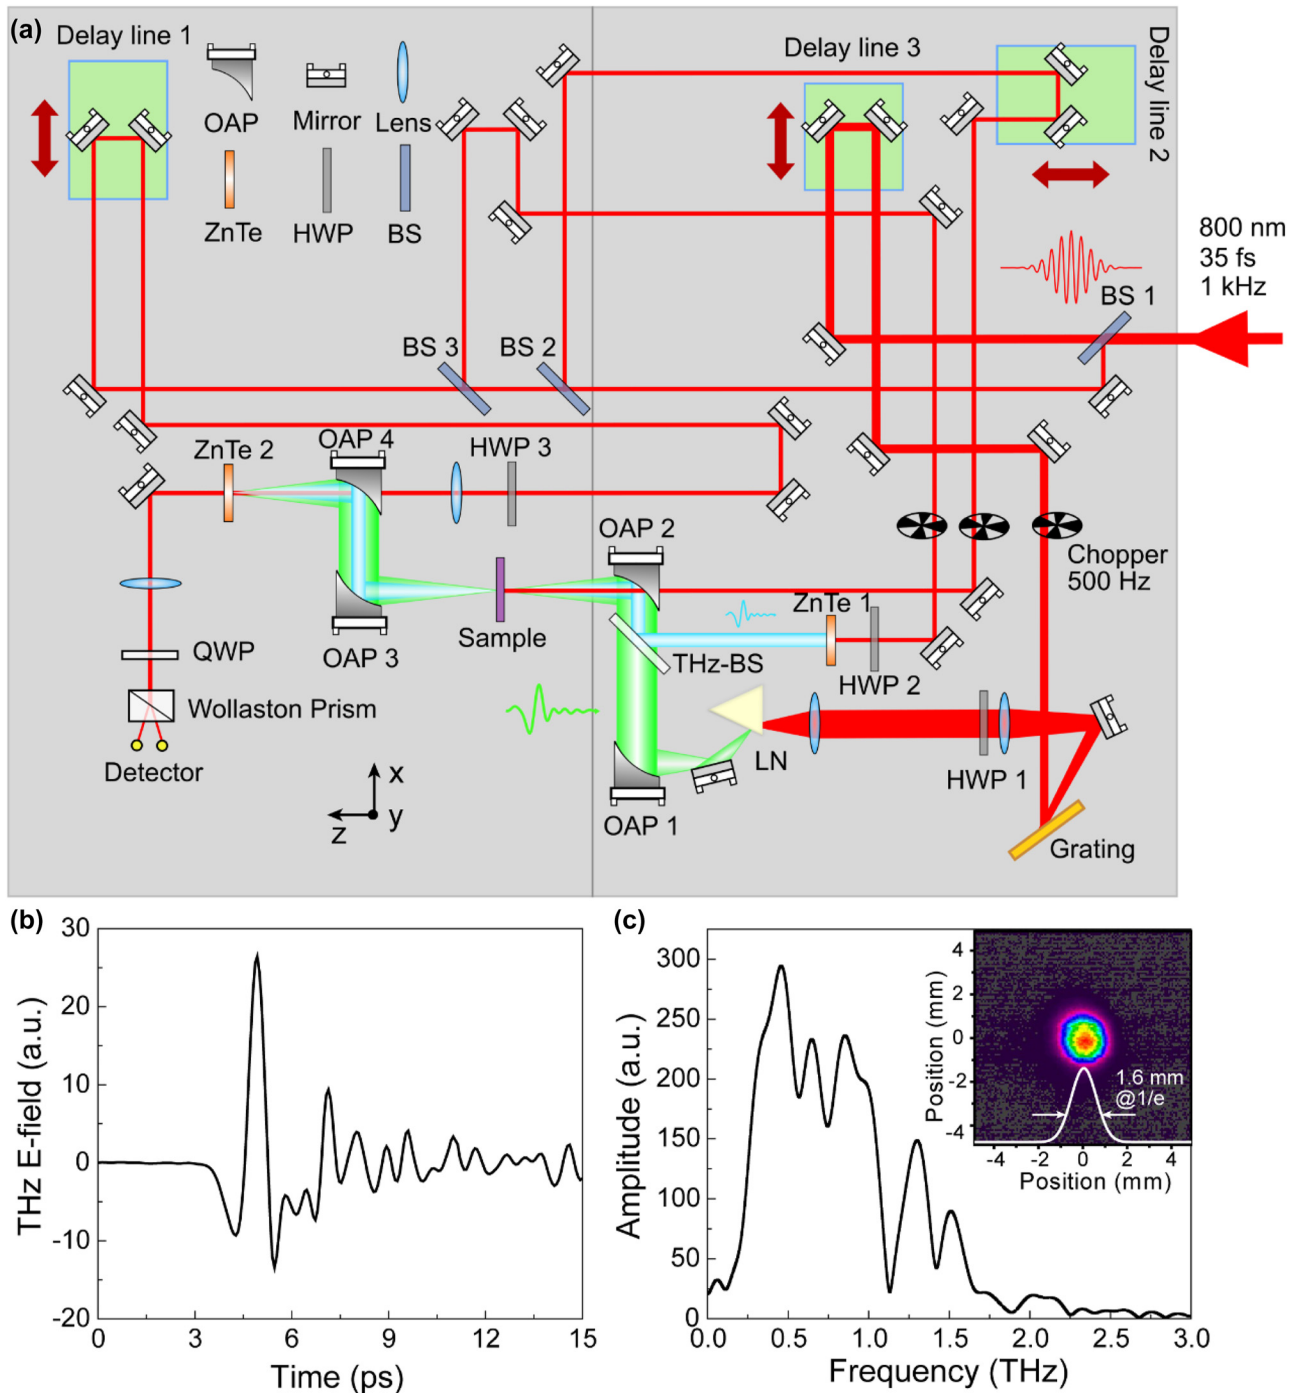 (a)
Delay line 1
Delay line 3
Delay line 2
OAP
Mirror
Lens
ZnTe
HWP
BS
800 nm
35 fs
1 kHz
BS 1
BS 3
BS 2
ZnTe 2
OAP 4
HWP 3
OAP 2
Chopper
500 Hz
Sample
ZnTe 1
QWP
OAP 3
THz-BS
HWP 2
Wollaston Prism
Detector
LN
HWP 1
x
z
y
OAP 1
Grating
(b)
30
20
10
0
-10
-20
THz E-field (a.u.)
0
3
6
9
12
15
Time (ps)
(c)
300
250
200
150
100
50
0
Amplitude (a.u.)
0.0
0.5
1.0
1.5
2.0
2.5
3.0
Frequency (THz)
4
2
0
-2
-4
Position (mm)
1.6 mm
@1/e
-4
-2
0
2
4
Position (mm)